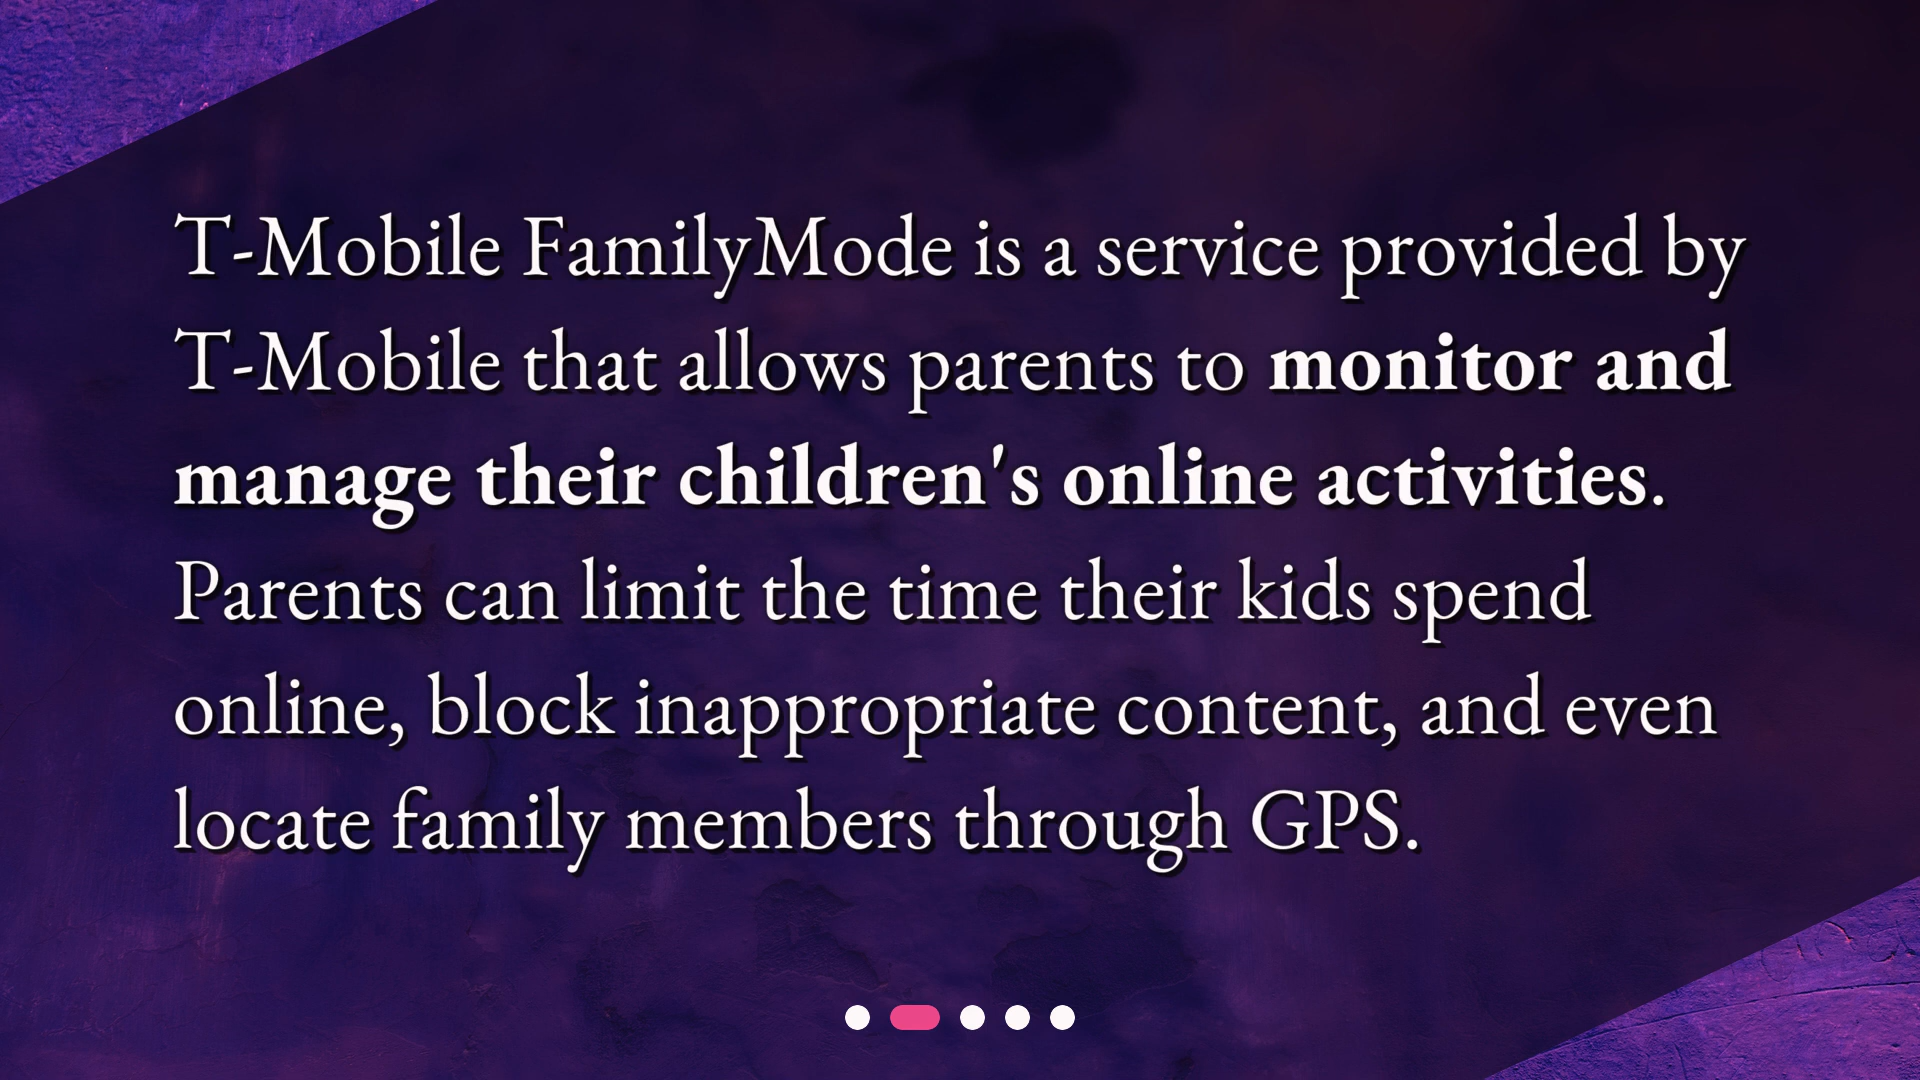 T-Mobile FamilyMode is a service provided by
T-Mobile that allows parents to monitor and
manage their children's online activities.
Parents can limit the time their kids spend
online, block inappropriate content, and even
locate family members through GPS.